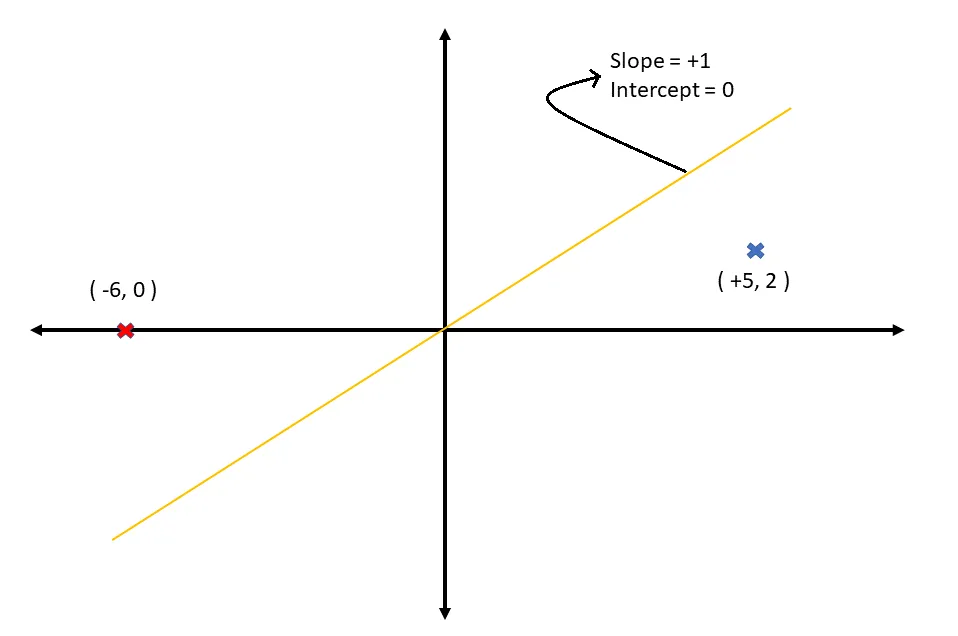 Slope = +1
Intercept = 0
( -6, 0 )
( +5, 2 )